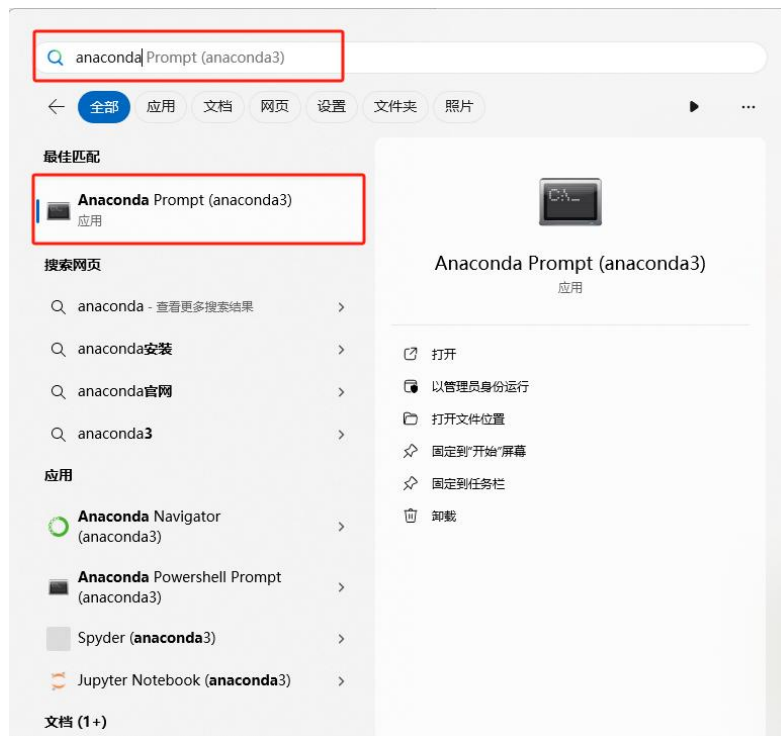 anaconda Prompt (anaconda3)
全部 应用 文档 网页 设置 文件夹 照片
最佳匹配
Anaconda Prompt (anaconda3)
应用
搜索网页
anaconda - 查看更多搜索结果
anaconda安装
anaconda官网
anaconda3
应用
Anaconda Navigator
(anaconda3)
Anaconda Powershell Prompt
(anaconda3)
Spyder (anaconda3)
Jupyter Notebook (anaconda3)
文档 (1+)
C:\_
Anaconda Prompt (anaconda3)
应用
打开
以管理员身份运行
打开文件位置
固定到"开始"屏幕
固定到任务栏
卸载